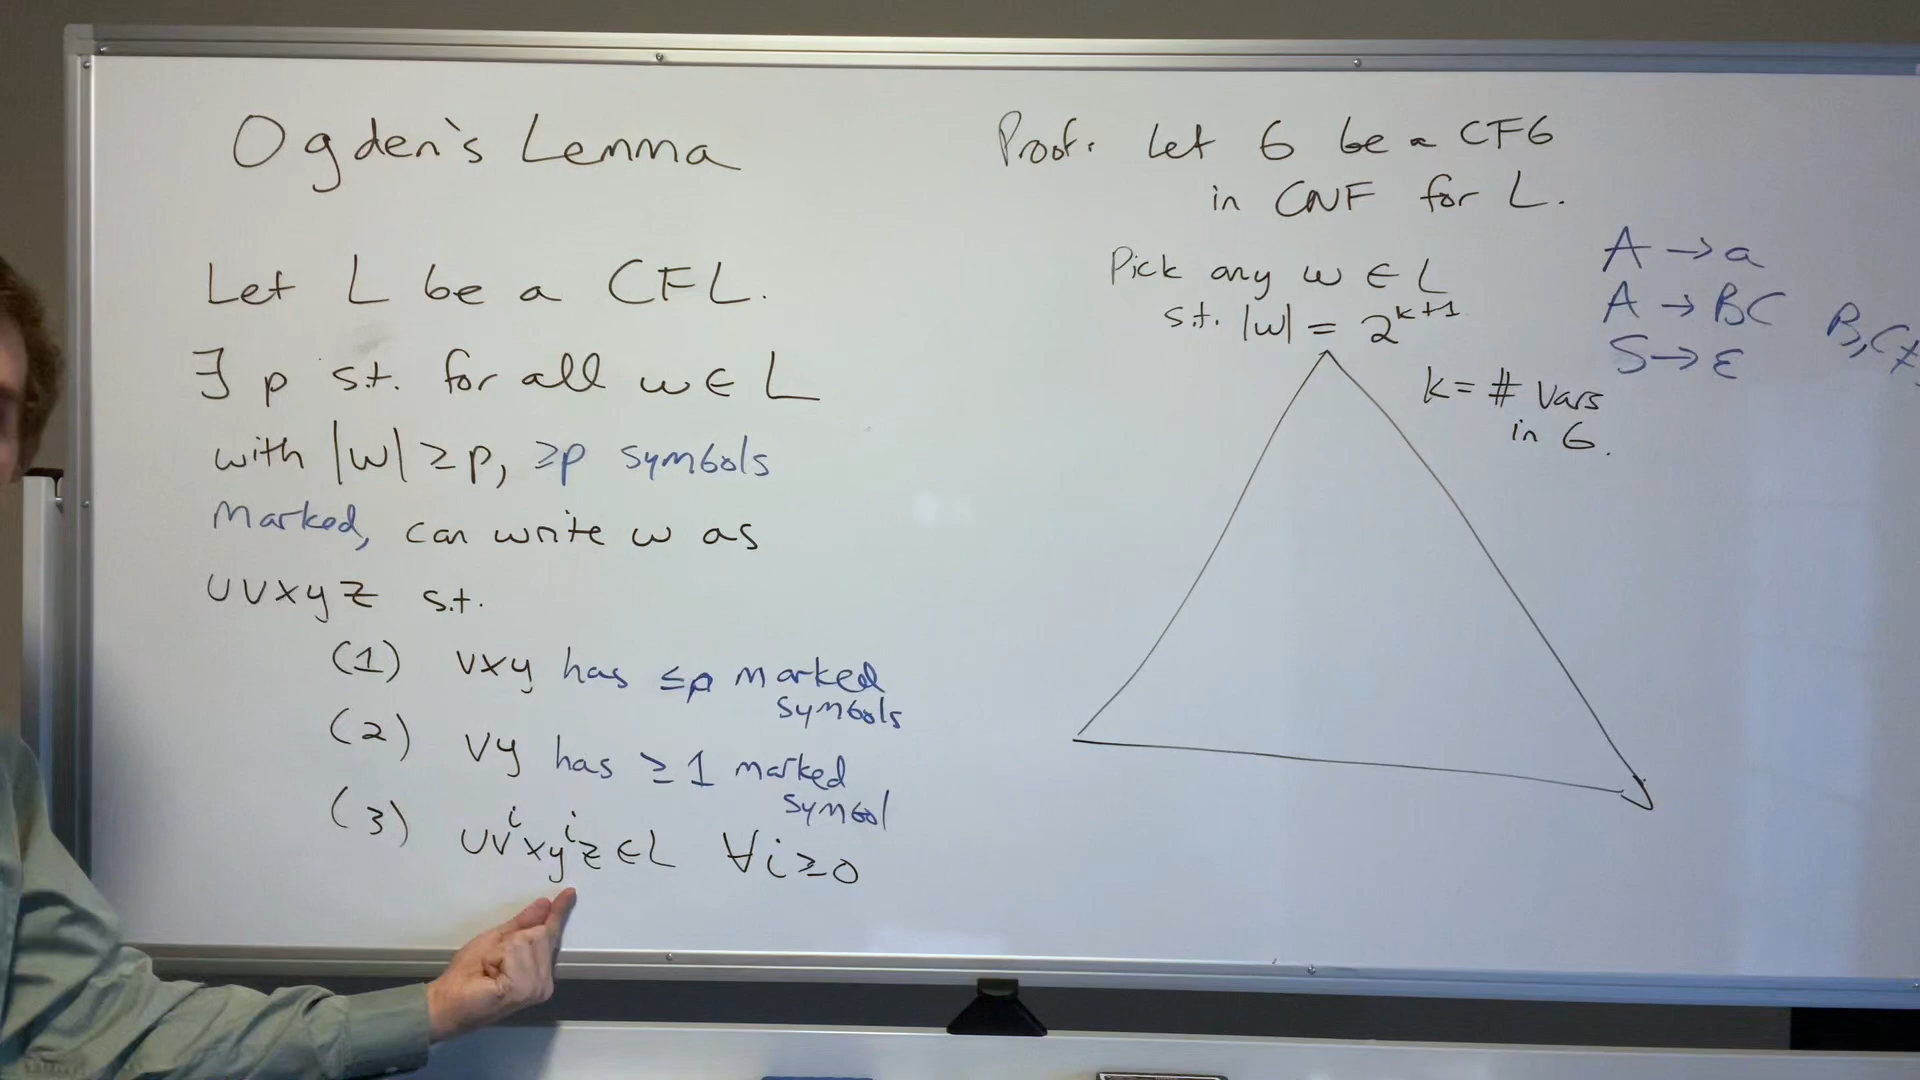 Ogden's Lemma
Let L be a CFL.
∃ p s.t. for all w ∈ L
with |w| ≥ p, ≥p symbols
marked, can write w as
uvxyz s.t.
(1) vxy has ≤p marked
symbols
(2) vy has ≥ 1 marked
symbol
(3) uvⁱxyⁱz ∈ L ∀i≥0
Proof. Let G be a CFG
in CNF for L.
Pick any w ∈ L
s.t. |w| = 2^{k+1}
k = # vars
in G.
A → a
A → BC B,C≠
S → ε